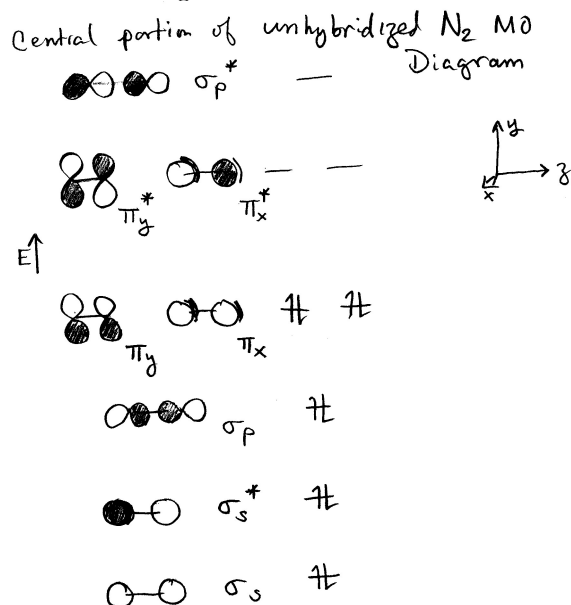 Central portion of unhybridized N₂ MO
Diagram
σp*
y
z
x
πy* πx*
E↑
πy πx
σp
σs*
σs